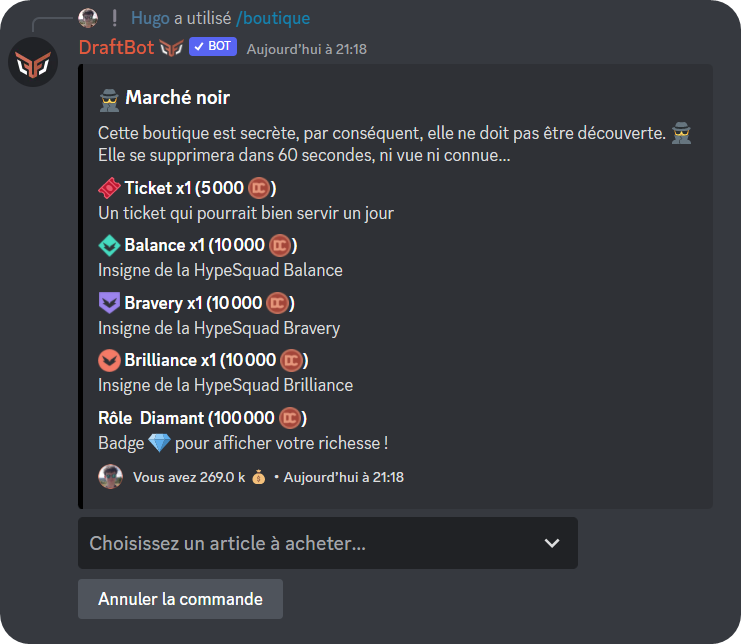 Hugo a utilisé /boutique
DraftBot BOT Aujourd'hui à 21:18
Marché noir
Cette boutique est secrète, par conséquent, elle ne doit pas être découverte.
Elle se supprimera dans 60 secondes, ni vue ni connue...
Ticket x1 (5 000 DC)
Un ticket qui pourrait bien servir un jour
Balance x1 (10 000 DC)
Insigne de la HypeSquad Balance
Bravery x1 (10 000 DC)
Insigne de la HypeSquad Bravery
Brilliance x1 (10 000 DC)
Insigne de la HypeSquad Brilliance
Rôle Diamant (100 000 DC)
Badge 💎 pour afficher votre richesse !
Vous avez 269.0 k 💰 • Aujourd'hui à 21:18
Choisissez un article à acheter...
Annuler la commande